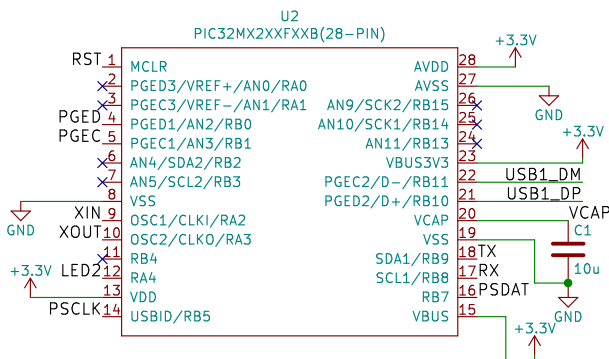 U2
PIC32MX2XXFXXB(28-PIN)
+3.3V
RST 1 MCLR AVDD 28
2 PGED3/VREF+/AN0/RA0 AVSS 27
3 PGEC3/VREF-/AN1/RA1 AN9/SCK2/RB15 26
GND
PGED 4 PGED1/AN2/RB0 AN10/SCK1/RB14 25
+3.3V
PGEC 5 PGEC1/AN3/RB1 AN11/RB13 24
6 AN4/SDA2/RB2 VBUS3V3 23
7 AN5/SCL2/RB3 PGEC2/D-/RB11 22 USB1_DM
8 VSS PGED2/D+/RB10 21 USB1_DP
GND
XIN 9 OSC1/CLKI/RA2 VCAP 20 VCAP
XOUT 10 OSC2/CLKO/RA3 VSS 19 C1
11 RB4 SDA1/RB9 18 TX
10u
+3.3V
LED2 12 RA4 SCL1/RB8 17 RX
13 VDD RB7 16 PSDAT
PSCLK 14 USBID/RB5 VBUS 15
GND
+3.3V